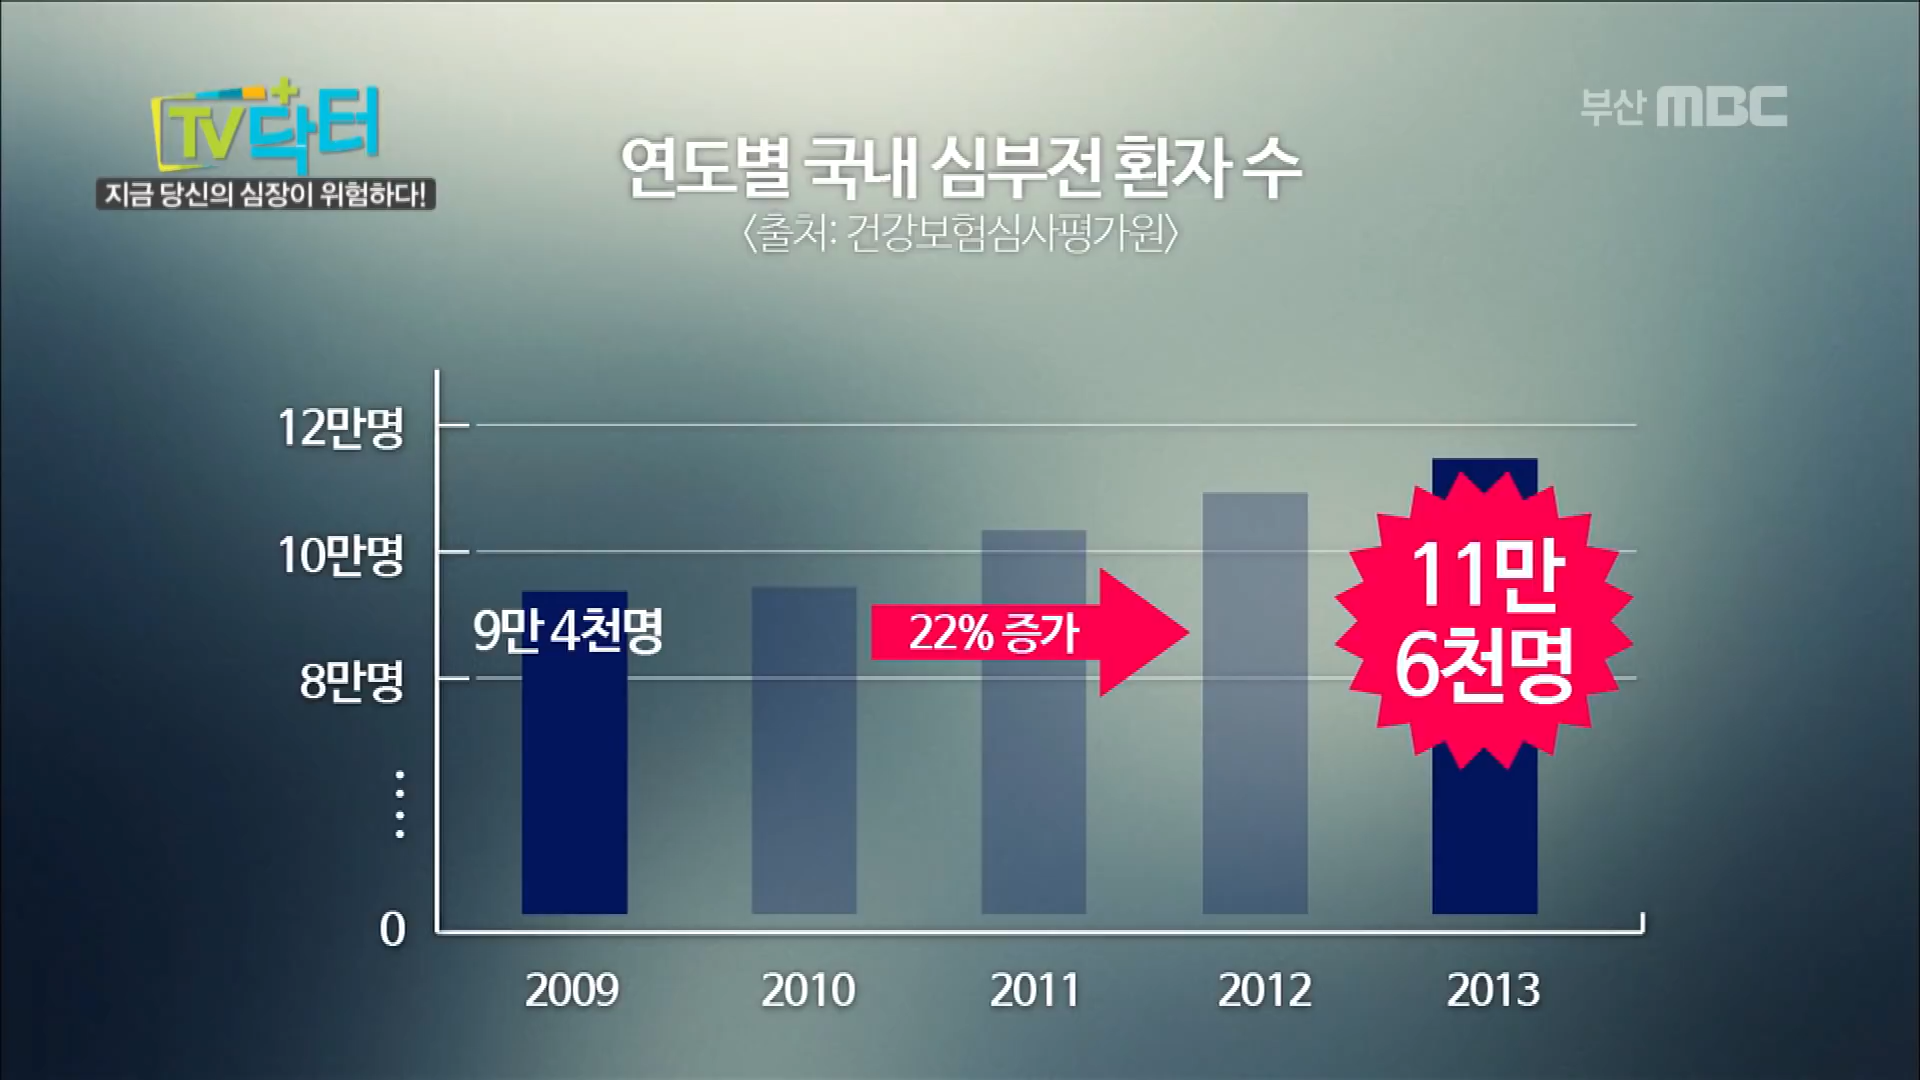 TV닥터
지금 당신의 심장이 위험하다!
부산 MBC
연도별 국내 심부전 환자 수
〈출처: 건강보험심사평가원〉
12만명
10만명
8만명
0
9만 4천명
22% 증가
11만
6천명
2009 2010 2011 2012 2013